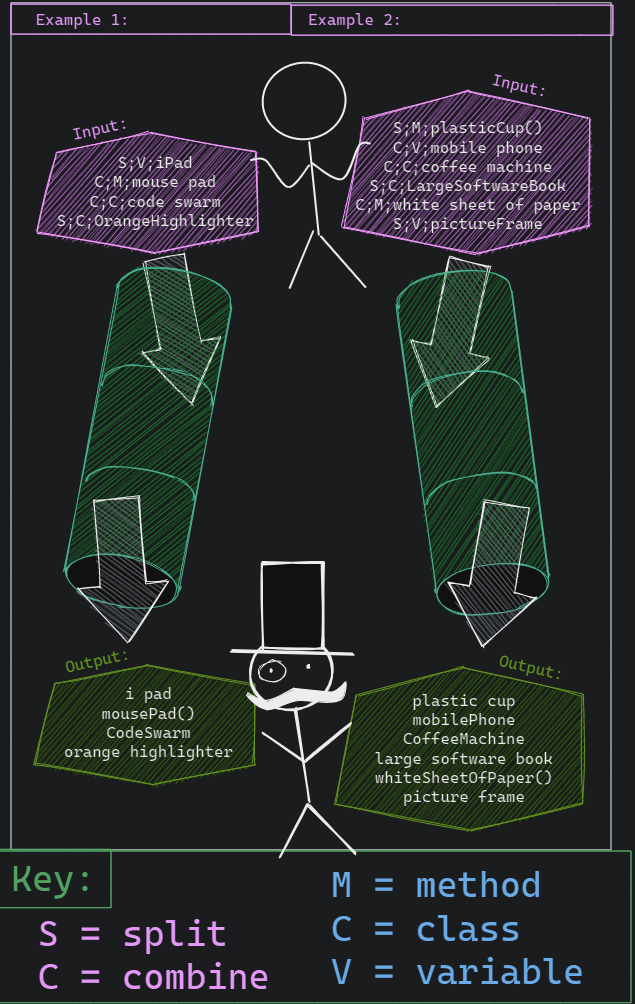 Example 1:
Example 2:
Input:
S;V;iPad
C;M;mouse pad
C;C;code swarm
S;C;OrangeHighlighter
Input:
S;M;plasticCup()
C;V;mobile phone
C;C;coffee machine
S;C;LargeSoftwareBook
C;M;white sheet of paper
S;V;pictureFrame
Output:
i pad
mousePad()
CodeSwarm
orange highlighter
Output:
plastic cup
mobilePhone
CoffeeMachine
large software book
whiteSheetOfPaper()
picture frame
Key:
S = split
C = combine
M = method
C = class
V = variable